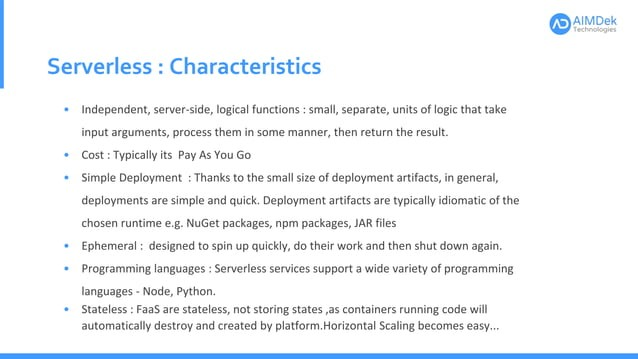 AIMDek
Technologies
Serverless : Characteristics
• Independent, server-side, logical functions : small, separate, units of logic that take
input arguments, process them in some manner, then return the result.
• Cost : Typically its Pay As You Go
• Simple Deployment : Thanks to the small size of deployment artifacts, in general,
deployments are simple and quick. Deployment artifacts are typically idiomatic of the
chosen runtime e.g. NuGet packages, npm packages, JAR files
• Ephemeral : designed to spin up quickly, do their work and then shut down again.
• Programming languages : Serverless services support a wide variety of programming
languages - Node, Python.
• Stateless : FaaS are stateless, not storing states ,as containers running code will
automatically destroy and created by platform.Horizontal Scaling becomes easy...